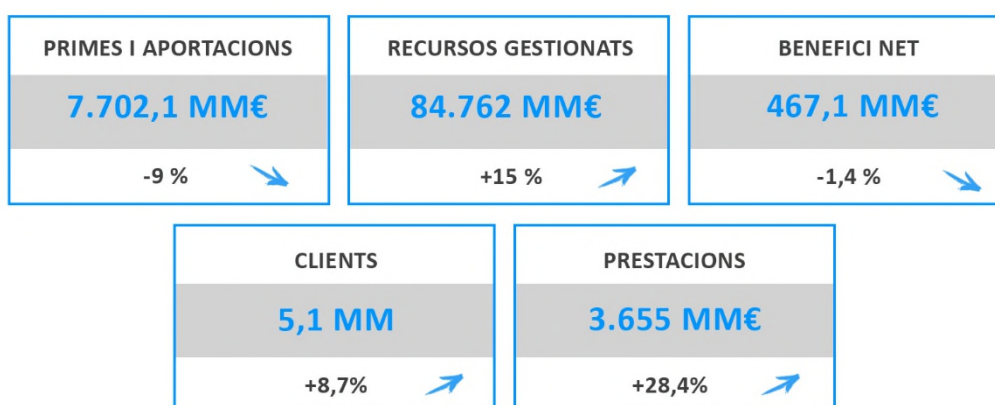 PRIMES I APORTACIONS
7.702,1 MM€
-9 %
RECURSOS GESTIONATS
84.762 MM€
+15 %
BENEFICI NET
467,1 MM€
-1,4 %
CLIENTS
5,1 MM
+8,7%
PRESTACIONS
3.655 MM€
+28,4%